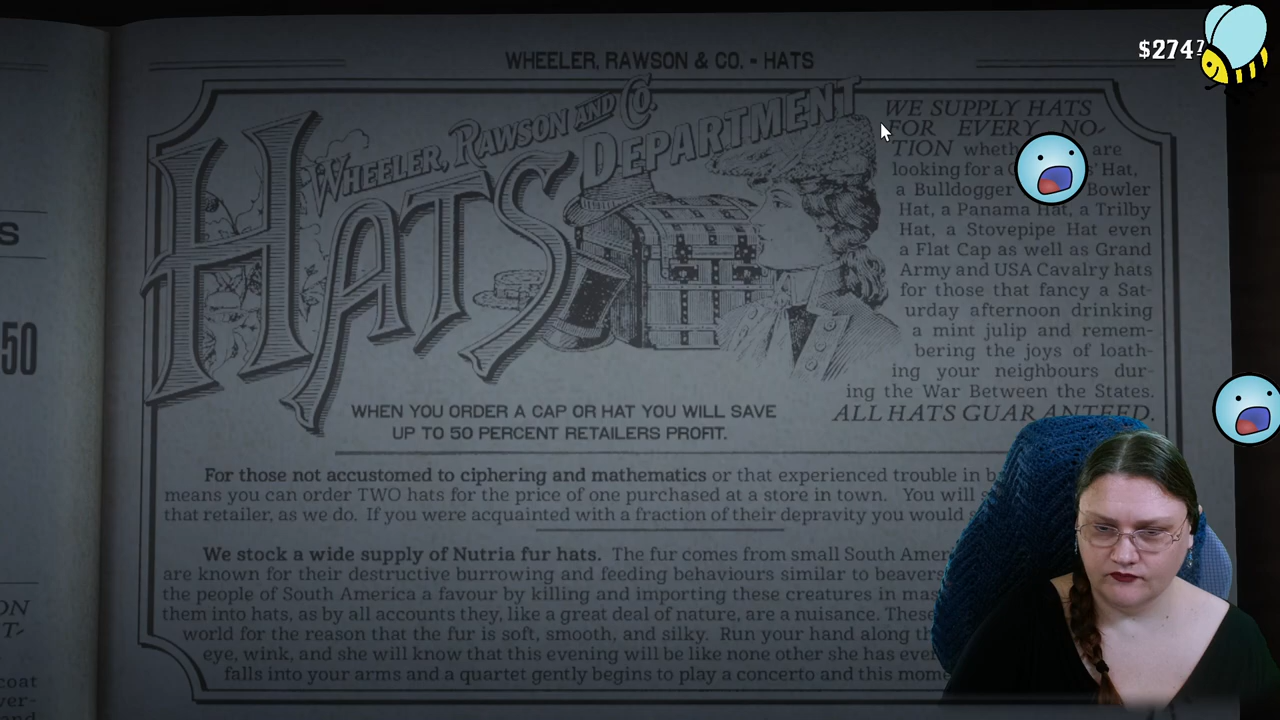 WHEELER, RAWSON & CO. - HATS
$274
WHEELER, RAWSON AND CO.
HATS DEPARTMENT
WE SUPPLY HATS
FOR EVERY NO-
TION are
looking for a Hat,
a Bulldogger Bowler
Hat, a Panama Hat, a Trilby
Hat, a Stovepipe Hat even
a Flat Cap as well as Grand
Army and USA Cavalry hats
for those that fancy a Sat-
urday afternoon drinking
a mint julip and remem-
bering the joys of loath-
ing your neighbours dur-
ing the War Between the States.
ALL HATS GUARANTEED.
WHEN YOU ORDER A CAP OR HAT YOU WILL SAVE
UP TO 50 PERCENT RETAILERS PROFIT.
For those not accustomed to ciphering and mathematics or that experienced trouble in
means you can order TWO hats for the price of one purchased at a store in town. You will
that retailer, as we do. If you were acquainted with a fraction of their depravity you would
We stock a wide supply of Nutria fur hats. The fur comes from small South
are known for their destructive burrowing and feeding behaviours similar to beavers
the people of South America a favour by killing and importing these creatures in
them into hats, as by all accounts they, like a great deal of nature, are a nuisance. These
world for the reason that the fur is soft, smooth, and silky. Run your hand along
eye, wink, and she will know that this evening will be like none other she has
falls into your arms and a quartet gently begins to play a concerto and this
S
50
ON
T-
coat
ver-
and